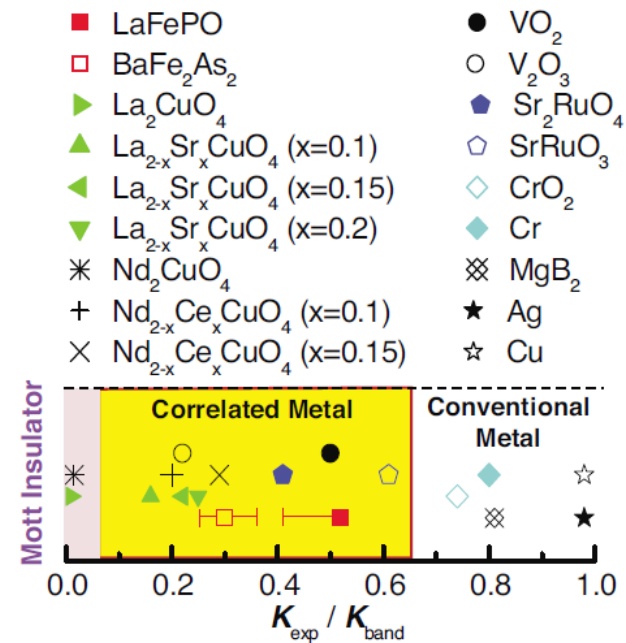 LaFePO
BaFe₂As₂
La₂CuO₄
La₂₋ₓSrₓCuO₄ (x=0.1)
La₂₋ₓSrₓCuO₄ (x=0.15)
La₂₋ₓSrₓCuO₄ (x=0.2)
Nd₂CuO₄
Nd₂₋ₓCeₓCuO₄ (x=0.1)
Nd₂₋ₓCeₓCuO₄ (x=0.15)
VO₂
V₂O₃
Sr₂RuO₄
SrRuO₃
CrO₂
Cr
MgB₂
Ag
Cu
Mott Insulator
Correlated Metal
Conventional
Metal
0.0 0.2 0.4 0.6 0.8 1.0
K_exp / K_band